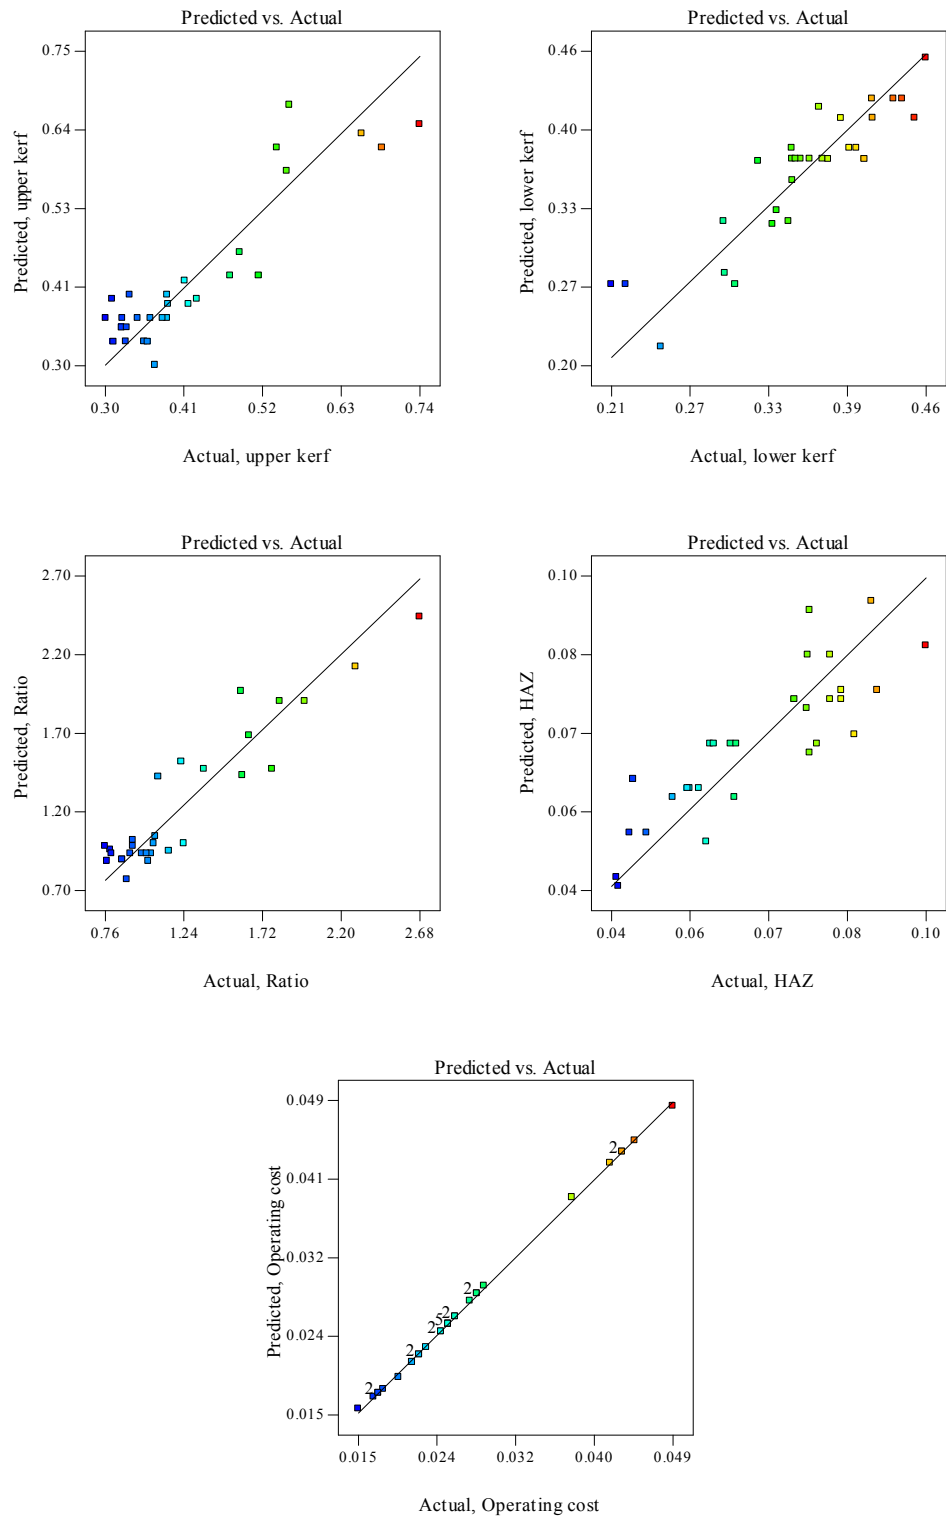 Predicted vs. Actual
Predicted, upper kerf
0.75
0.64
0.53
0.41
0.30
0.30 0.41 0.52 0.63 0.74
Actual, upper kerf
Predicted vs. Actual
Predicted, lower kerf
0.46
0.40
0.33
0.27
0.20
0.21 0.27 0.33 0.39 0.46
Actual, lower kerf
Predicted vs. Actual
Predicted, Ratio
2.70
2.20
1.70
1.20
0.70
0.76 1.24 1.72 2.20 2.68
Actual, Ratio
Predicted vs. Actual
Predicted, HAZ
0.10
0.08
0.07
0.06
0.04
0.04 0.06 0.07 0.08 0.10
Actual, HAZ
Predicted vs. Actual
Predicted, Operating cost
0.049
0.041
0.032
0.024
0.015
2
2
2
5
2
2
2
0.015 0.024 0.032 0.040 0.049
Actual, Operating cost